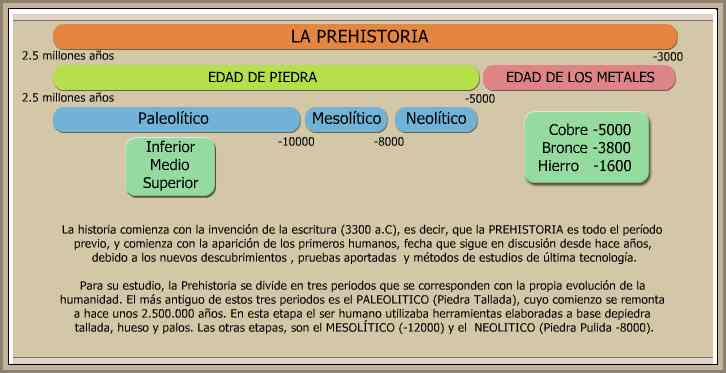 LA PREHISTORIA
2.5 millones años
-3000
EDAD DE PIEDRA
EDAD DE LOS METALES
2.5 millones años
-5000
Paleolítico
Mesolítico
Neolítico
-10000
-8000
Inferior
Medio
Superior
Cobre -5000
Bronce -3800
Hierro -1600
La historia comienza con la invención de la escritura (3300 a.C), es decir, que la PREHISTORIA es todo el período
previo, y comienza con la aparición de los primeros humanos, fecha que sigue en discusión desde hace años,
debido a los nuevos descubrimientos , pruebas aportadas y métodos de estudios de última tecnología.
Para su estudio, la Prehistoria se divide en tres periodos que se corresponden con la propia evolución de la
humanidad. El más antiguo de estos tres periodos es el PALEOLITICO (Piedra Tallada), cuyo comienzo se remonta
a hace unos 2.500.000 años. En esta etapa el ser humano utilizaba herramientas elaboradas a base depiedra
tallada, hueso y palos. Las otras etapas, son el MESOLÍTICO (-12000) y el NEOLITICO (Piedra Pulida -8000).